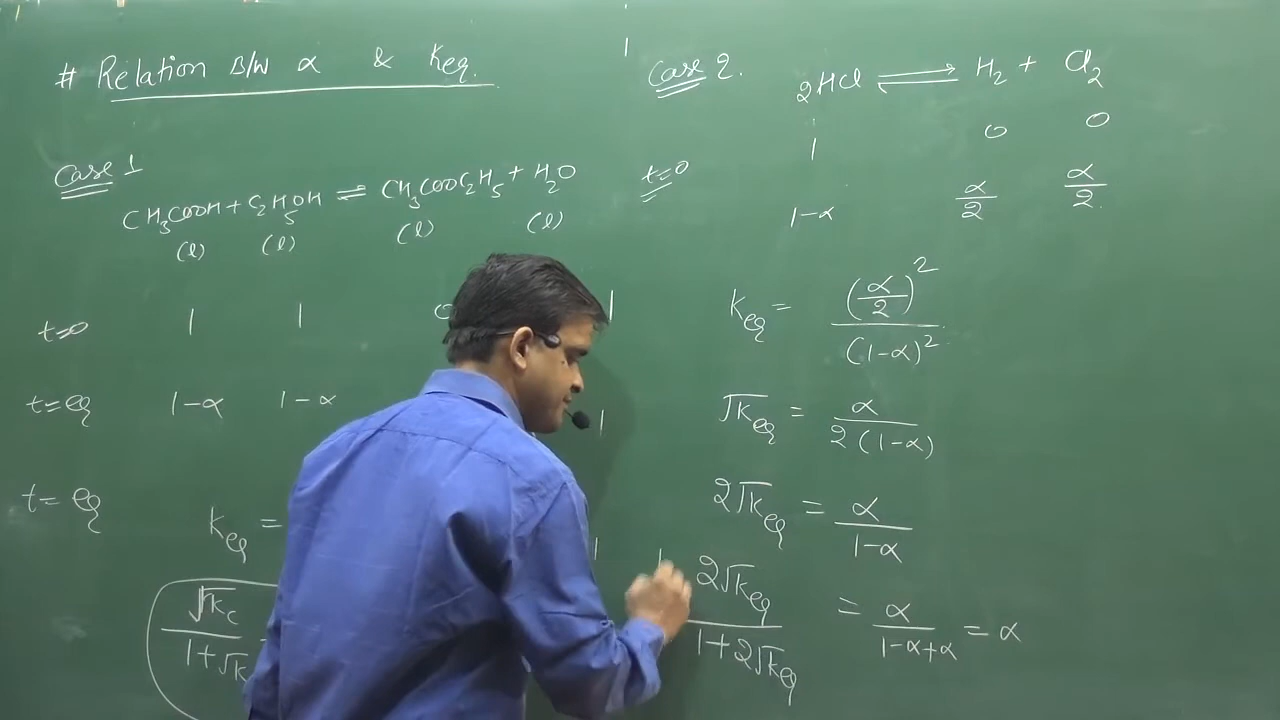 # Relation B/W α & Keq.
Case 1
CH₃COOH + C₂H₅OH ⇌ CH₃COOC₂H₅ + H₂O
(l) (l) (l) (l)
t=0 1 1
t=eq 1-α 1-α
t= eq
Keq =
√Kc
1+√K
Case 2.
2HCl ⇌ H₂ + Cl₂
t=0 1 0 0
1-α α/2 α/2.
Keq = (α/2)² / (1-α)²
√Keq = α / 2(1-α)
2√Keq = α / 1-α
2√Keq / 1+2√Keq = α / 1-α+α = α